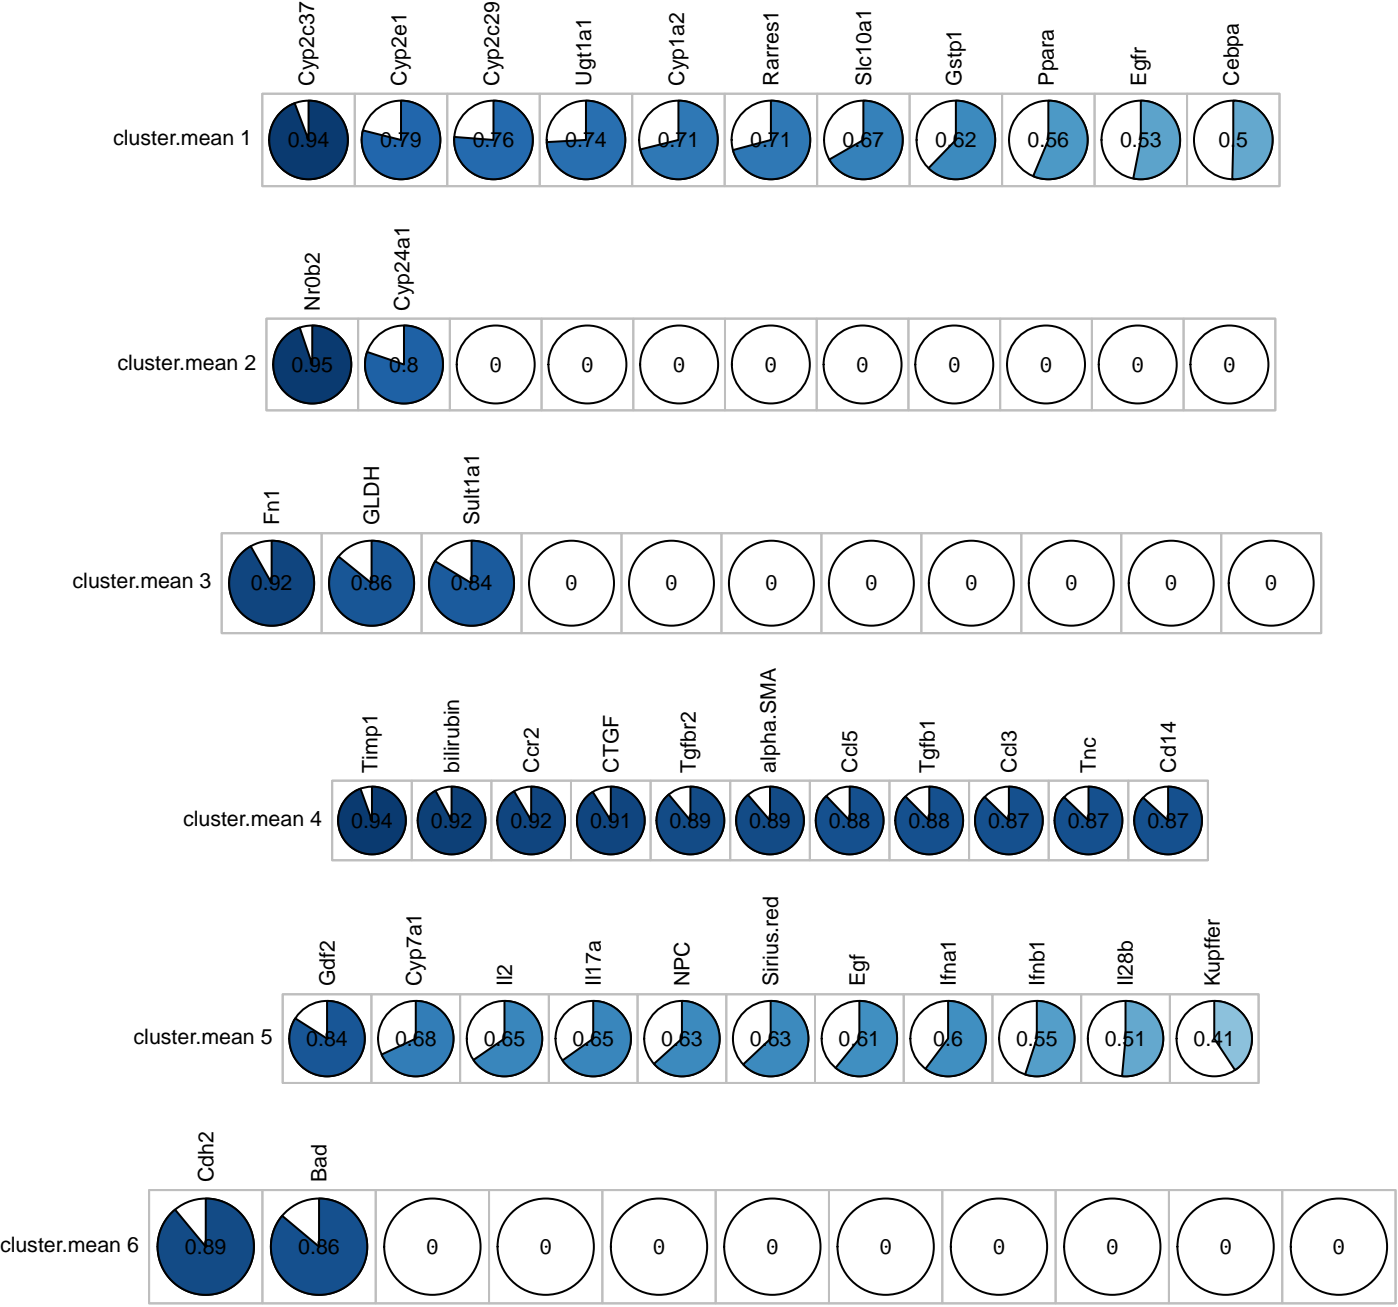 Cyp2c37 Cyp2e1 Cyp2c29 Ugt1a1 Cyp1a2 Rarres1 Slc10a1 Gstp1 Ppara Egfr Cebpa
cluster.mean 1 0.94 0.79 0.76 0.74 0.71 0.71 0.67 0.62 0.56 0.53 0.5
Nr0b2 Cyp24a1
cluster.mean 2 0.95 0.8 0 0 0 0 0 0 0 0 0
Fn1 GLDH Sult1a1
cluster.mean 3 0.92 0.86 0.84 0 0 0 0 0 0 0 0
Timp1 bilirubin Ccr2 CTGF Tgfbr2 alpha.SMA Ccl5 Tgfb1 Ccl3 Tnc Cd14
cluster.mean 4 0.94 0.92 0.92 0.91 0.89 0.89 0.88 0.88 0.87 0.87 0.87
Gdf2 Cyp7a1 Il2 Il17a NPC Sirius.red Egf Ifna1 Ifnb1 Il28b Kupffer
cluster.mean 5 0.84 0.68 0.65 0.65 0.63 0.63 0.61 0.6 0.55 0.51 0.41
Cdh2 Bad
cluster.mean 6 0.89 0.86 0 0 0 0 0 0 0 0 0